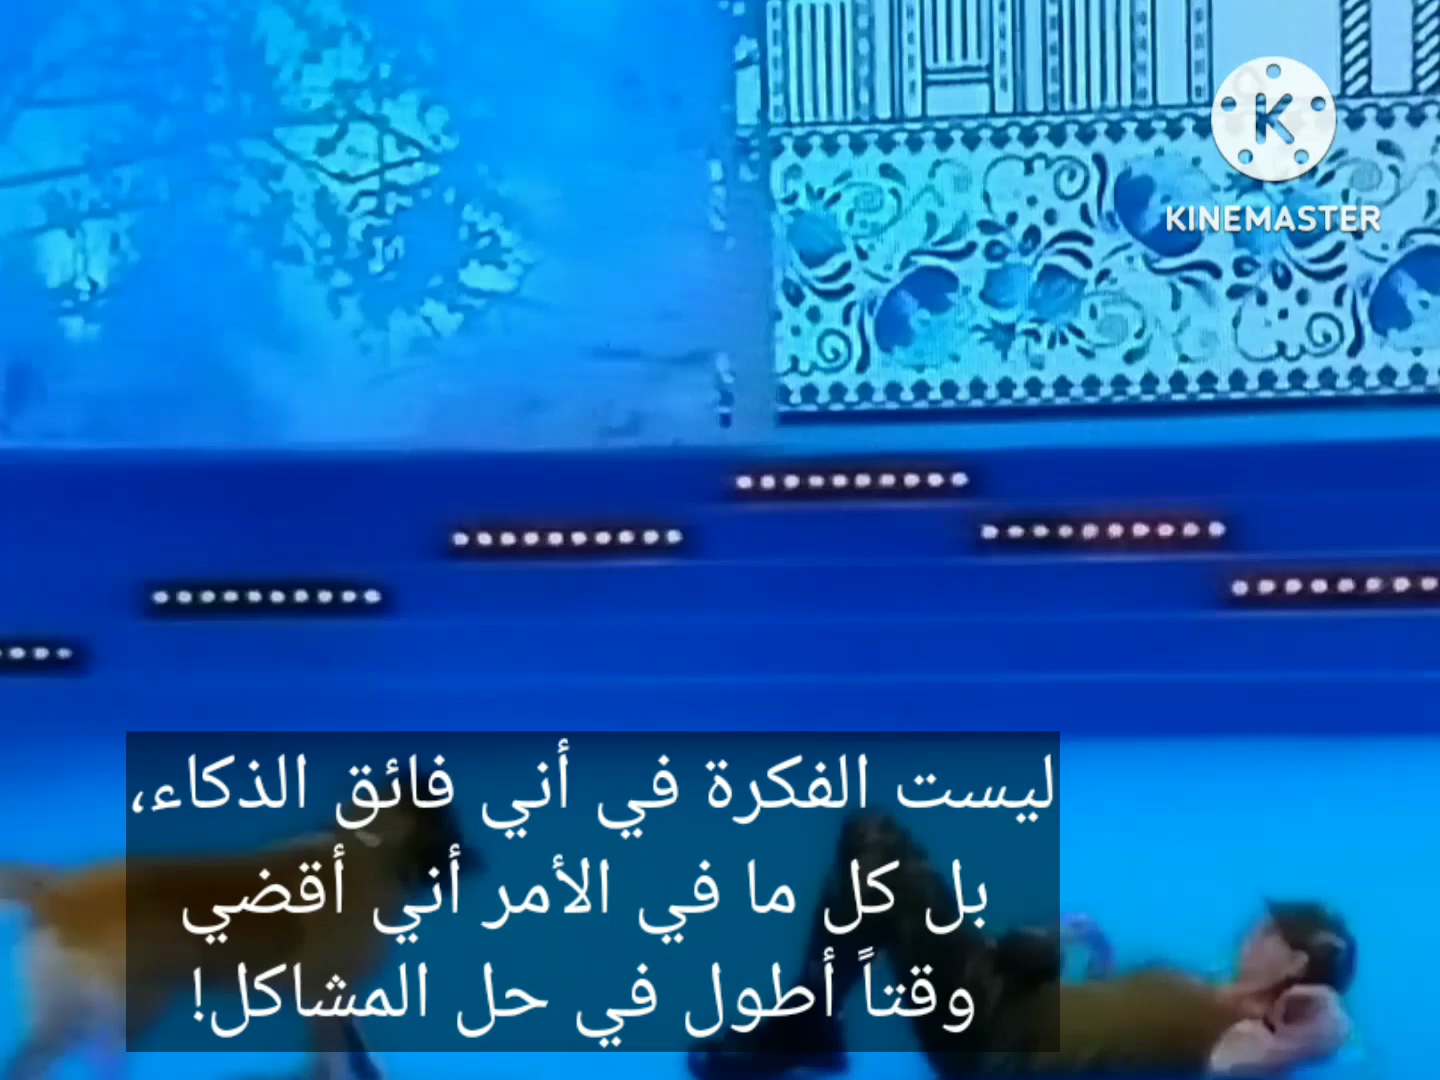 KINEMASTER
ليست الفكرة في أني فائق الذكاء،
بل كل ما في الأمر أني أقضي
وقتاً أطول في حل المشاكل!